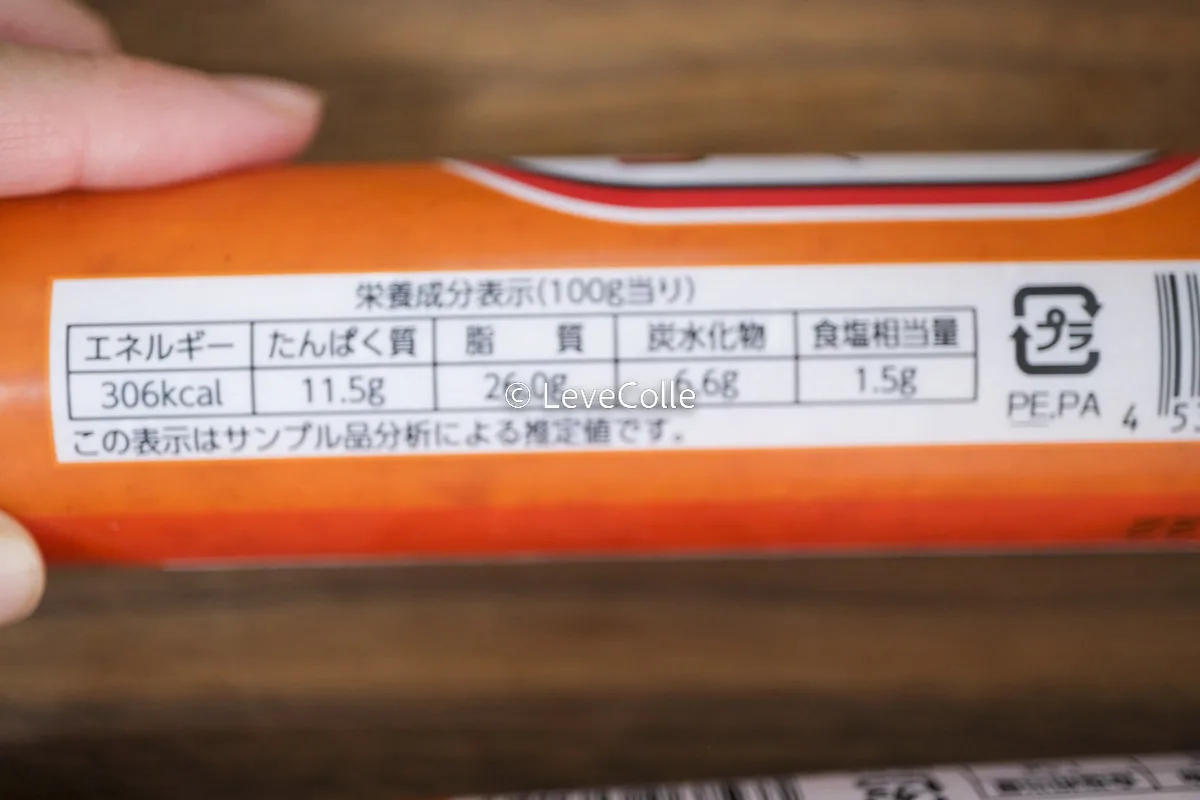 栄養成分表示(100g当り)
エネルギー たんぱく質 脂 質 炭水化物 食塩相当量
306kcal 11.5g 26.0g 6.6g 1.5g
この表示はサンプル品分析による推定値です。
プラ
PE,PA
4
© LeveColle